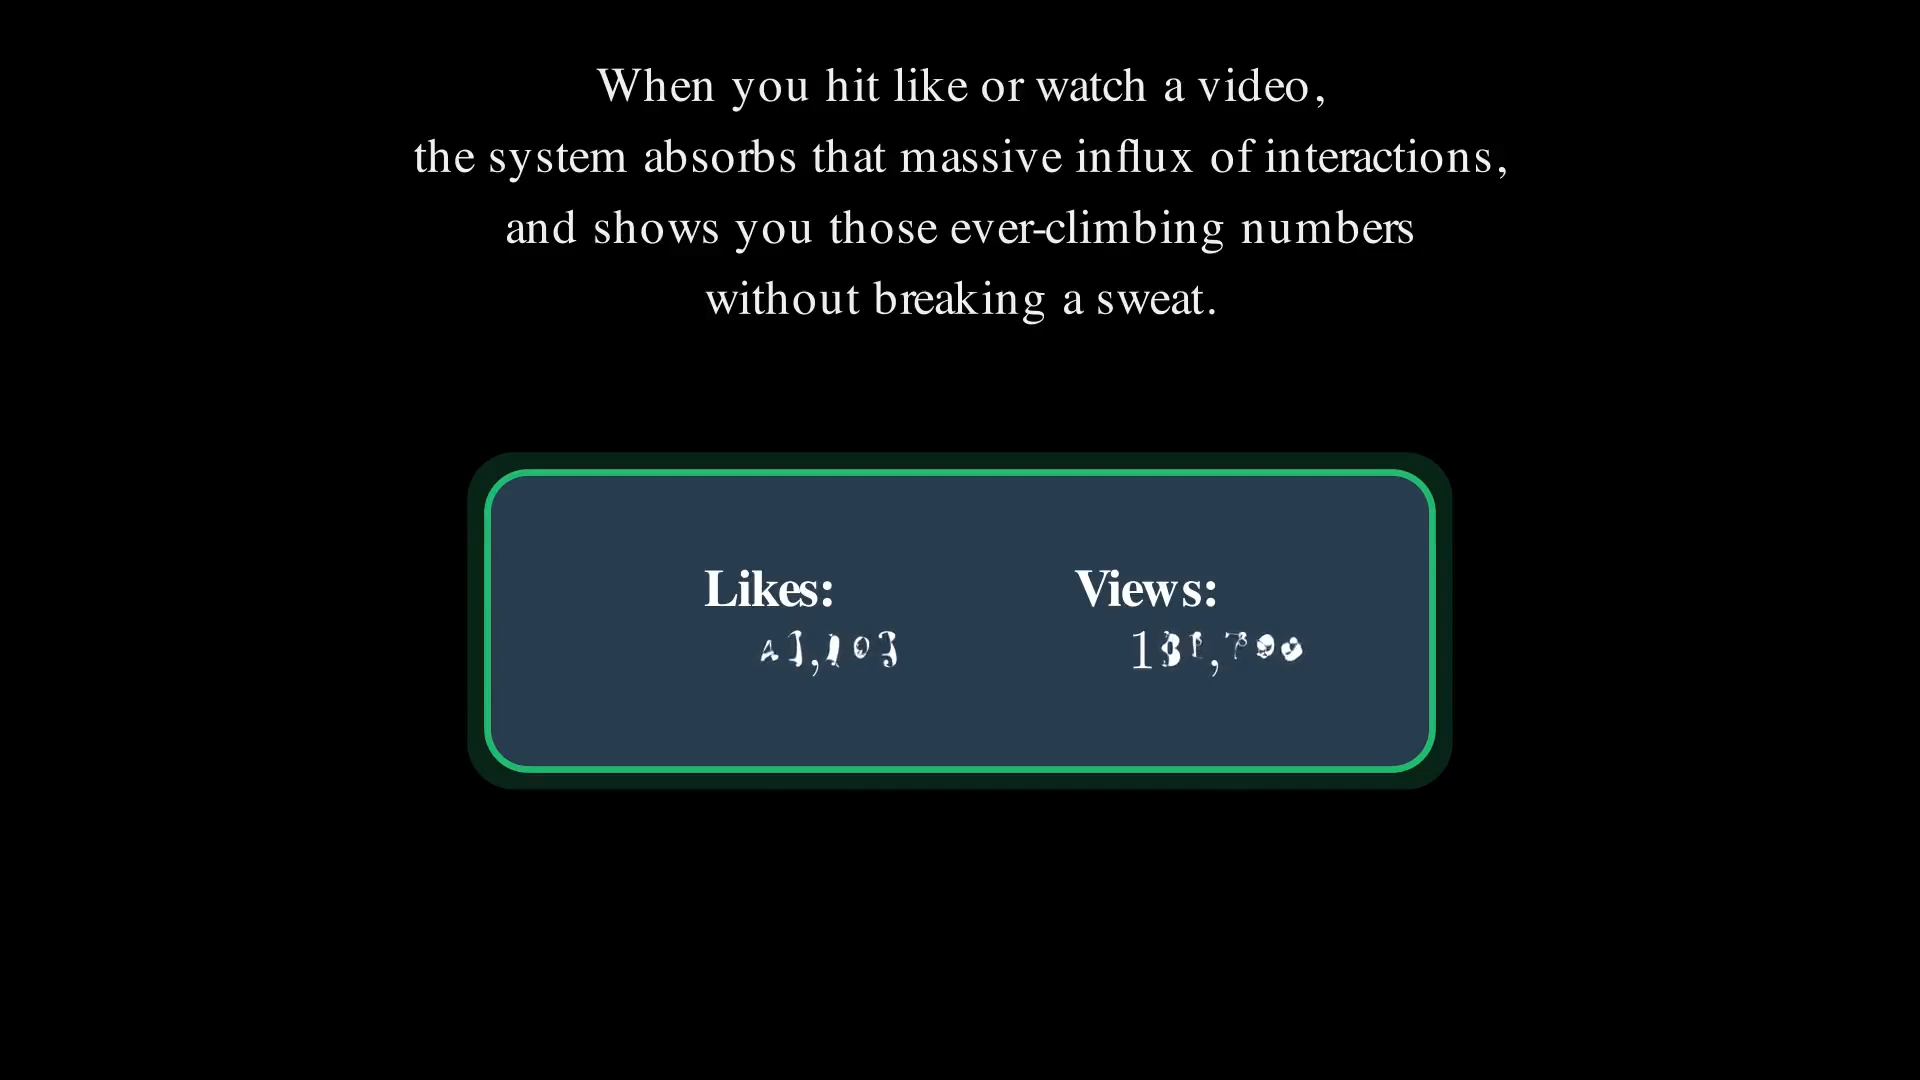 When you hit like or watch a video,
the system absorbs that massive influx of interactions,
and shows you those ever-climbing numbers
without breaking a sweat.
Likes:
Views: